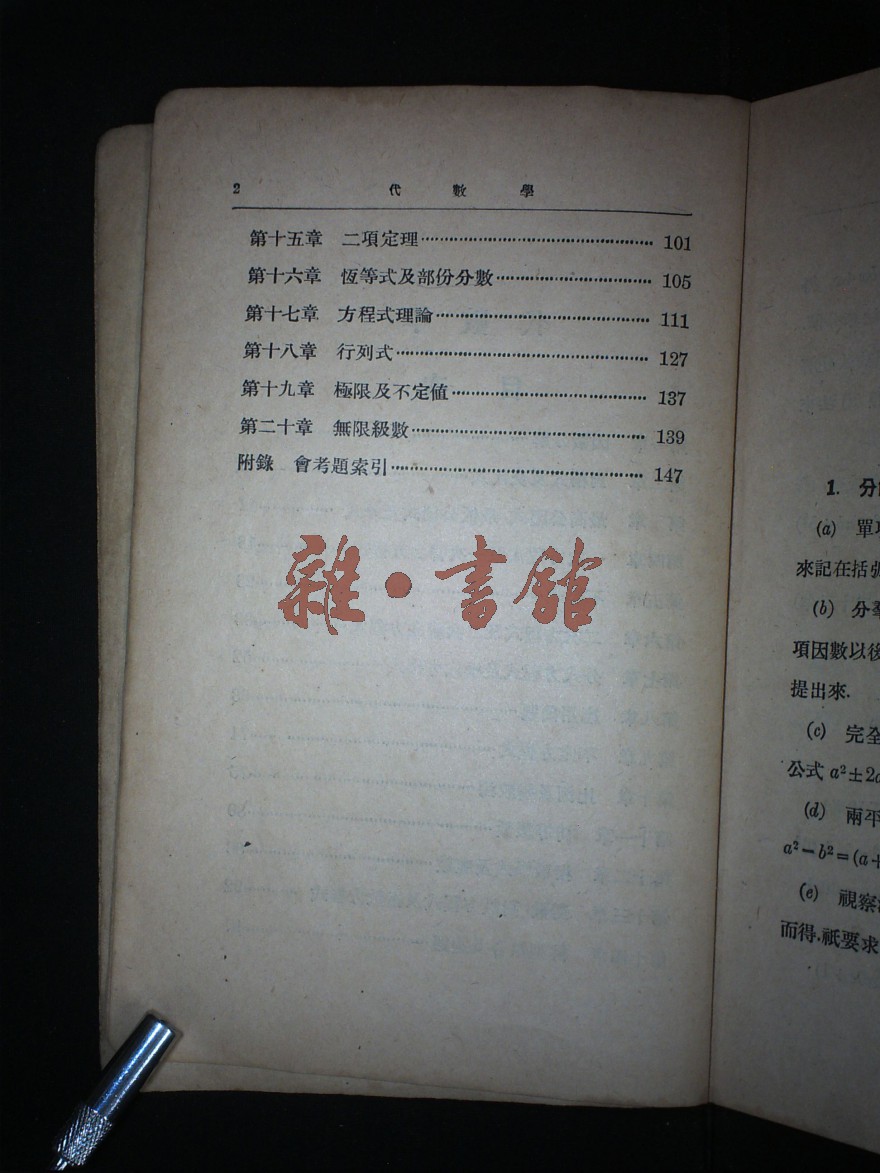 2 代 數 學
第十五章 二項定理 101
第十六章 恆等式及部份分數 105
第十七章 方程式理論 111
第十八章 行列式 127
第十九章 極限及不定值 137
第二十章 無限級數 139
附錄 會考題索引 147
雜·書館
1. 分
(a) 單
來記在括
(b) 分羣
項因數以後
提出來.
(c) 完全
公式 a²±2
(d) 兩平
a²−b²=(a+
(e) 視察
而得.祇要求